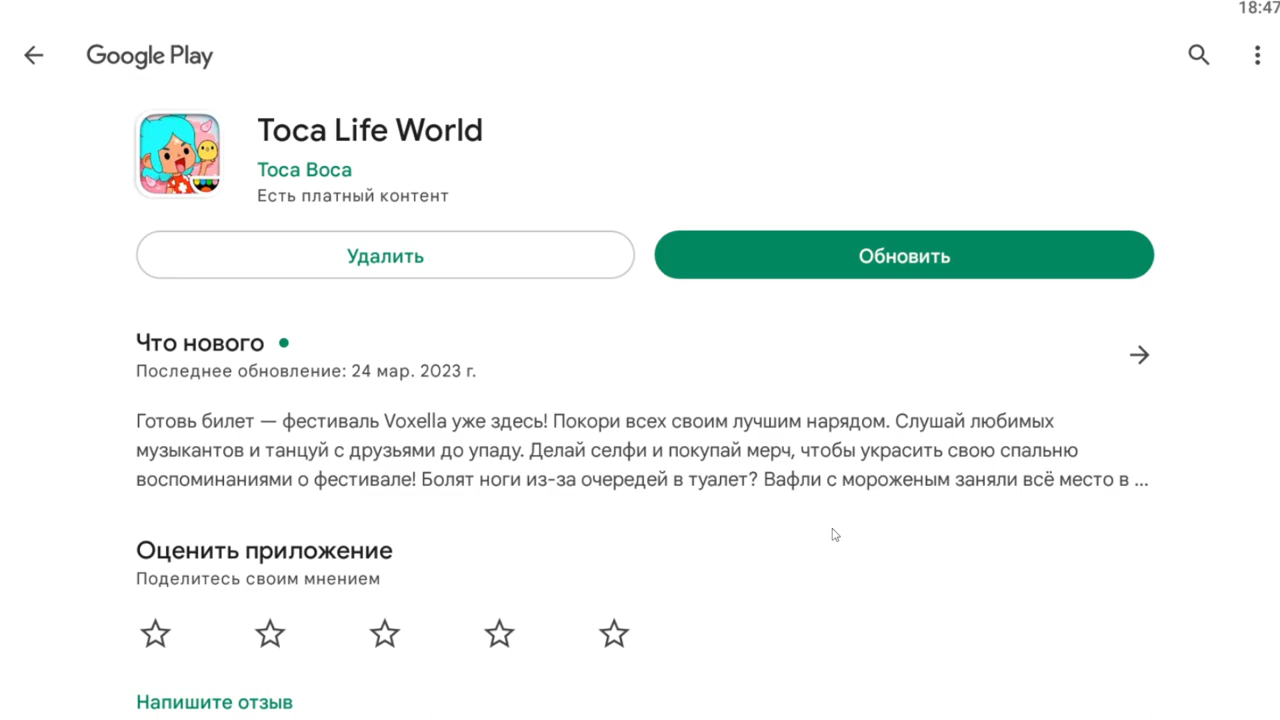 18:47
Google Play
Toca Life World
Toca Boca
Есть платный контент
Удалить
Обновить
Что нового
Последнее обновление: 24 мар. 2023 г.
Готовь билет — фестиваль Voxella уже здесь! Покори всех своим лучшим нарядом. Слушай любимых
музыкантов и танцуй с друзьями до упаду. Делай селфи и покупай мерч, чтобы украсить свою спальню
воспоминаниями о фестивале! Болят ноги из-за очередей в туалет? Вафли с мороженым заняли всё место в ...
Оценить приложение
Поделитесь своим мнением
Напишите отзыв